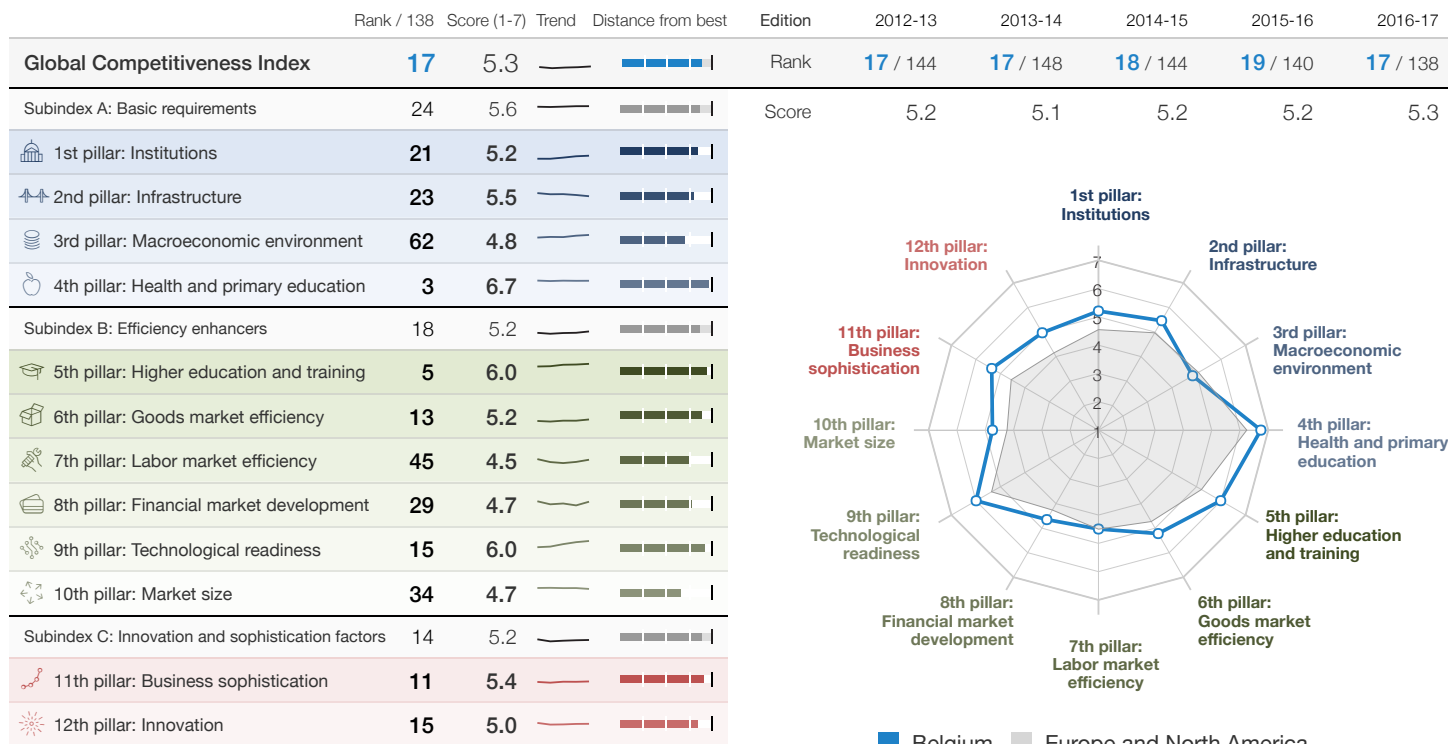 Rank / 138 Score (1-7) Trend Distance from best
Global Competitiveness Index 17 5.3
Subindex A: Basic requirements 24 5.6
1st pillar: Institutions 21 5.2
2nd pillar: Infrastructure 23 5.5
3rd pillar: Macroeconomic environment 62 4.8
4th pillar: Health and primary education 3 6.7
Subindex B: Efficiency enhancers 18 5.2
5th pillar: Higher education and training 5 6.0
6th pillar: Goods market efficiency 13 5.2
7th pillar: Labor market efficiency 45 4.5
8th pillar: Financial market development 29 4.7
9th pillar: Technological readiness 15 6.0
10th pillar: Market size 34 4.7
Subindex C: Innovation and sophistication factors 14 5.2
11th pillar: Business sophistication 11 5.4
12th pillar: Innovation 15 5.0
Edition 2012-13 2013-14 2014-15 2015-16 2016-17
Rank 17 / 144 17 / 148 18 / 144 19 / 140 17 / 138
Score 5.2 5.1 5.2 5.2 5.3
1st pillar:
Institutions
2nd pillar:
Infrastructure
3rd pillar:
Macroeconomic
environment
4th pillar:
Health and primary
education
5th pillar:
Higher education
and training
6th pillar:
Goods market
efficiency
7th pillar:
Labor market
efficiency
8th pillar:
Financial market
development
9th pillar:
Technological
readiness
10th pillar:
Market size
11th pillar:
Business
sophistication
12th pillar:
Innovation
7
6
5
4
3
2
1
Belgium Europe and North America